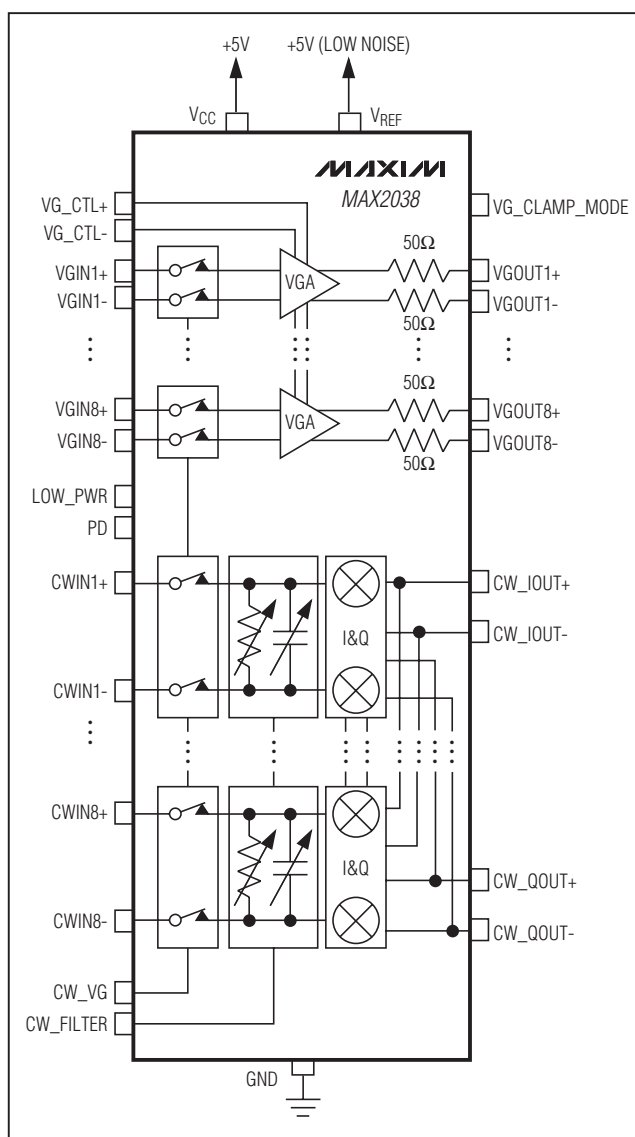 +5V
+5V (LOW NOISE)
VCC
VREF
MAXIM
MAX2038
VG_CTL+
VG_CLAMP_MODE
VG_CTL-
50Ω
VGIN1+
VGA
VGOUT1+
VGIN1-
VGOUT1-
50Ω
VGIN8+
50Ω
VGOUT8+
VGA
VGIN8-
VGOUT8-
50Ω
LOW_PWR
PD
CWIN1+
CW_IOUT+
I&Q
CW_IOUT-
CWIN1-
CWIN8+
I&Q
CW_QOUT+
CWIN8-
CW_QOUT-
CW_VG
CW_FILTER
GND